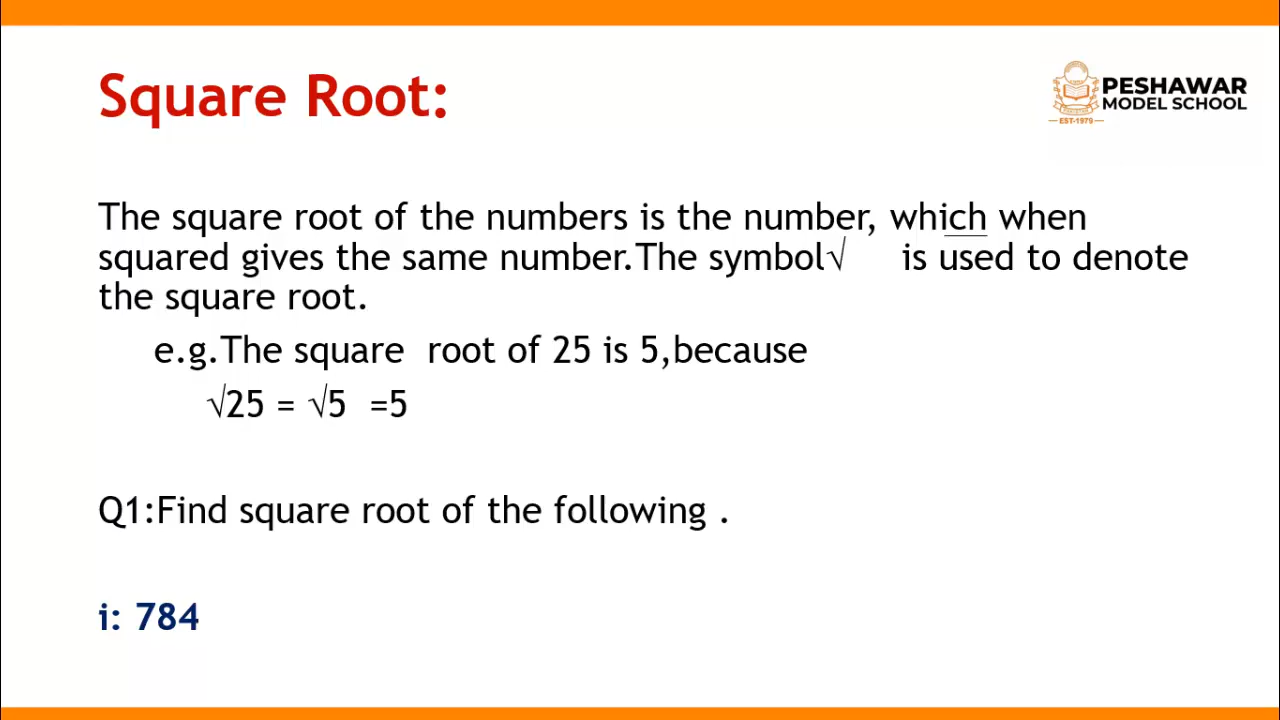 Square Root:
PESHAWAR
MODEL SCHOOL
EST-1979
The square root of the numbers is the number, which when
squared gives the same number.The symbol√ is used to denote
the square root.
e.g.The square root of 25 is 5,because
√25 = √5 =5
Q1:Find square root of the following .
i: 784